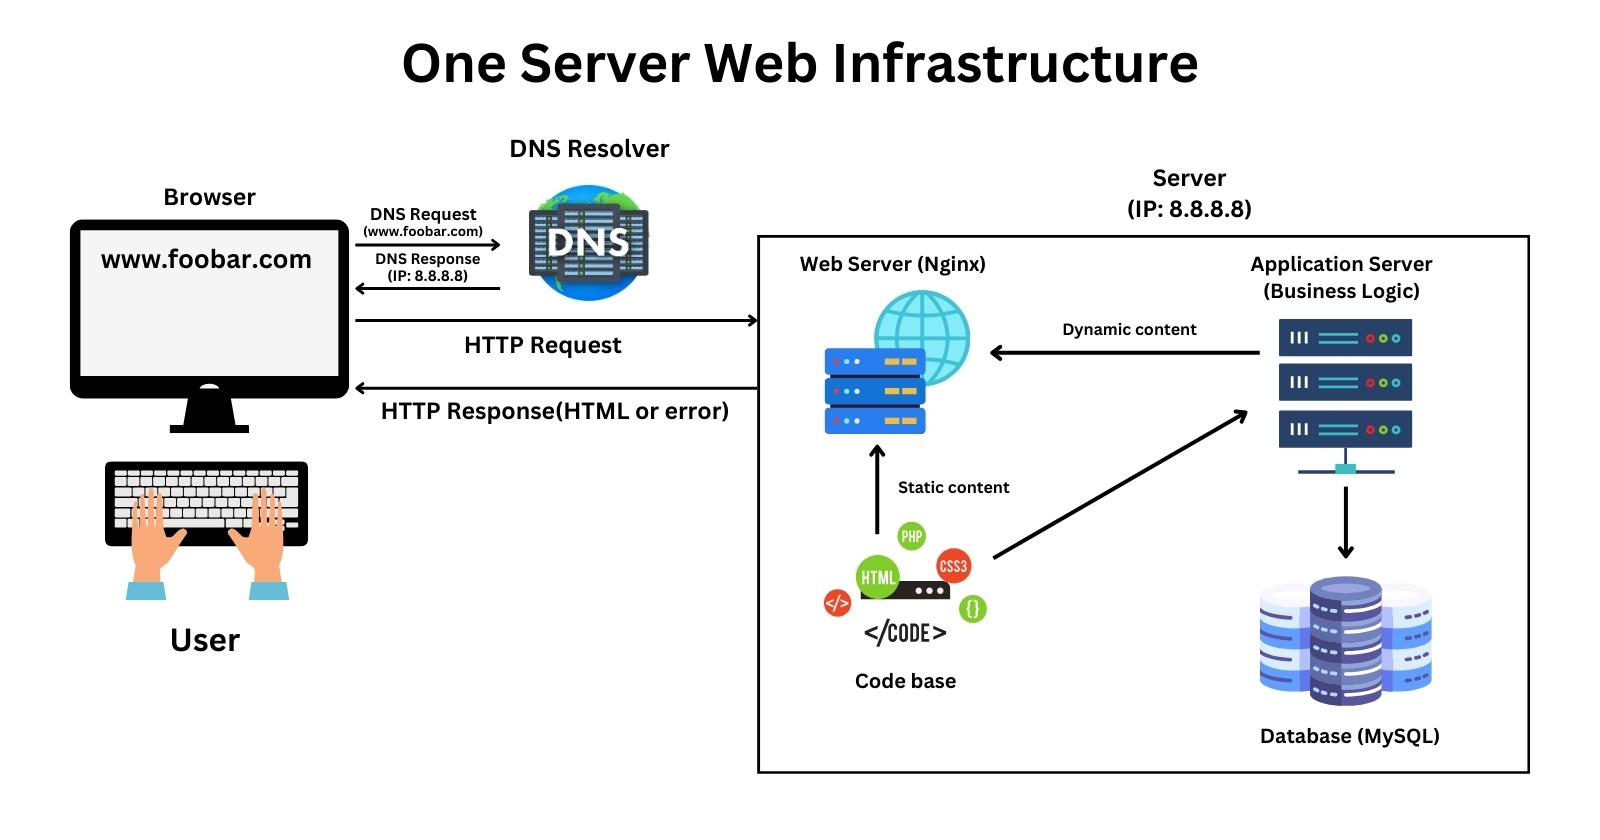 One Server Web Infrastructure
DNS Resolver
DNS
Browser
www.foobar.com
DNS Request
(www.foobar.com)
DNS Response
(IP: 8.8.8.8)
HTTP Request
HTTP Response(HTML or error)
User
Server
(IP: 8.8.8.8)
Web Server (Nginx)
Application Server
(Business Logic)
Dynamic content
Static content
PHP
HTML
CSS3
</>
{}
</CODE>
Code base
Database (MySQL)